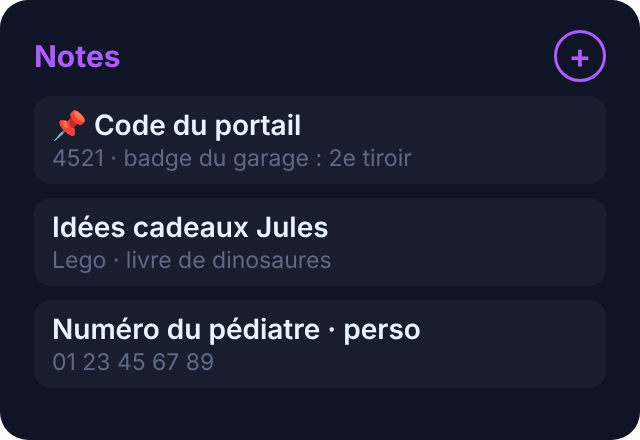 Notes
+
📌 Code du portail
4521 · badge du garage : 2e tiroir
Idées cadeaux Jules
Lego · livre de dinosaures
Numéro du pédiatre · perso
01 23 45 67 89